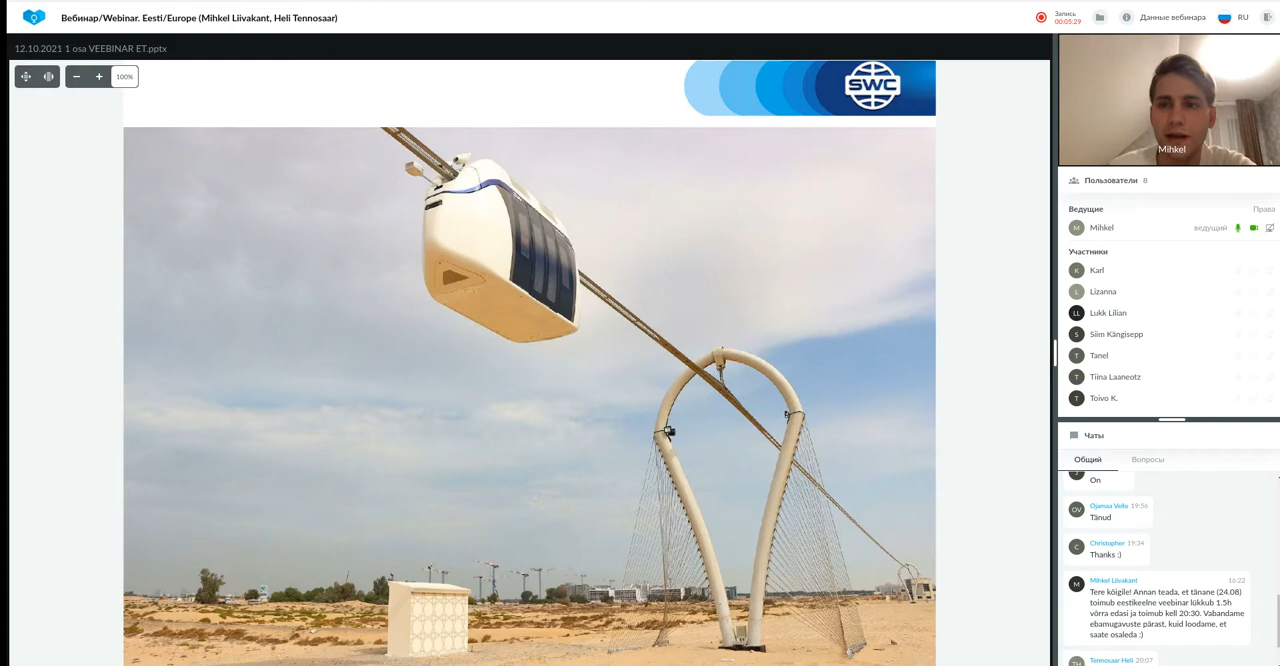 Вебинар/Webinar. Eesti/Europe (Mihkel Liivakant, Heli Tennosaar)
Запись
00:05:29
Данные вебинара
RU
12.10.2021 1 osa VEEBINAR ET.pptx
100%
SWC
Mihkel
Пользователи 8
Ведущие
Права
M Mihkel
ведущий
Участники
K Karl
L Lizanna
LL Lukk Lilian
S Siim Kängisepp
T Tanel
T Tiina Laaneotz
T Toivo K.
Чаты
Общий
Вопросы
On
OV Ojamaa Vello 19:56
Tänud
C Christopher 19:34
Thanks :)
M Mihkel Liivakant 16:22
Tere kõigile! Annan teada, et tänane (24.08)
toimub eestikeelne veebinar lükkub 1.5h
võrra edasi ja toimub kell 20:30. Vabandame
ebamugavuste pärast, kuid loodame, et
saate osaleda :)
TH Tennosaar Heli 20:07